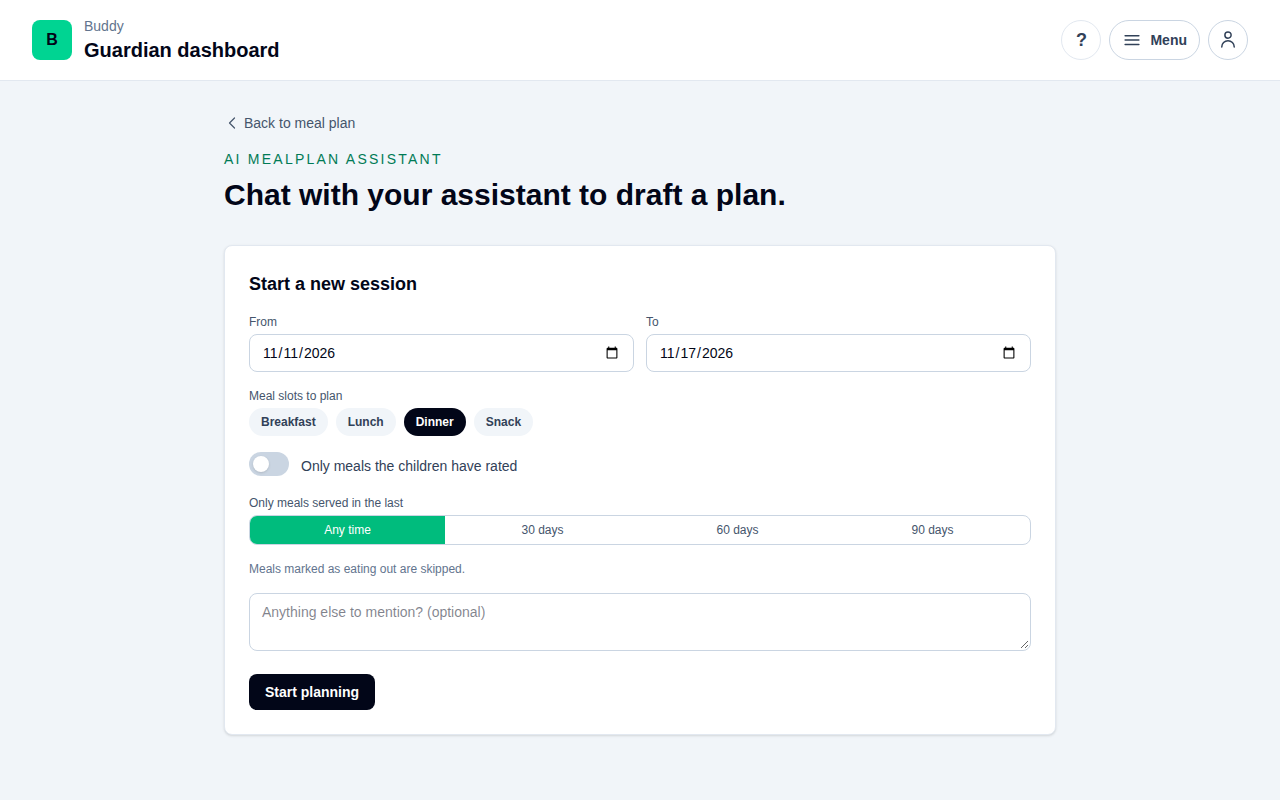 B
Buddy
Guardian dashboard
?
Menu
Back to meal plan
AI MEALPLAN ASSISTANT
Chat with your assistant to draft a plan.
Start a new session
From
To
11/11/2026
11/17/2026
Meal slots to plan
Breakfast
Lunch
Dinner
Snack
Only meals the children have rated
Only meals served in the last
Any time
30 days
60 days
90 days
Meals marked as eating out are skipped.
Anything else to mention? (optional)
Start planning